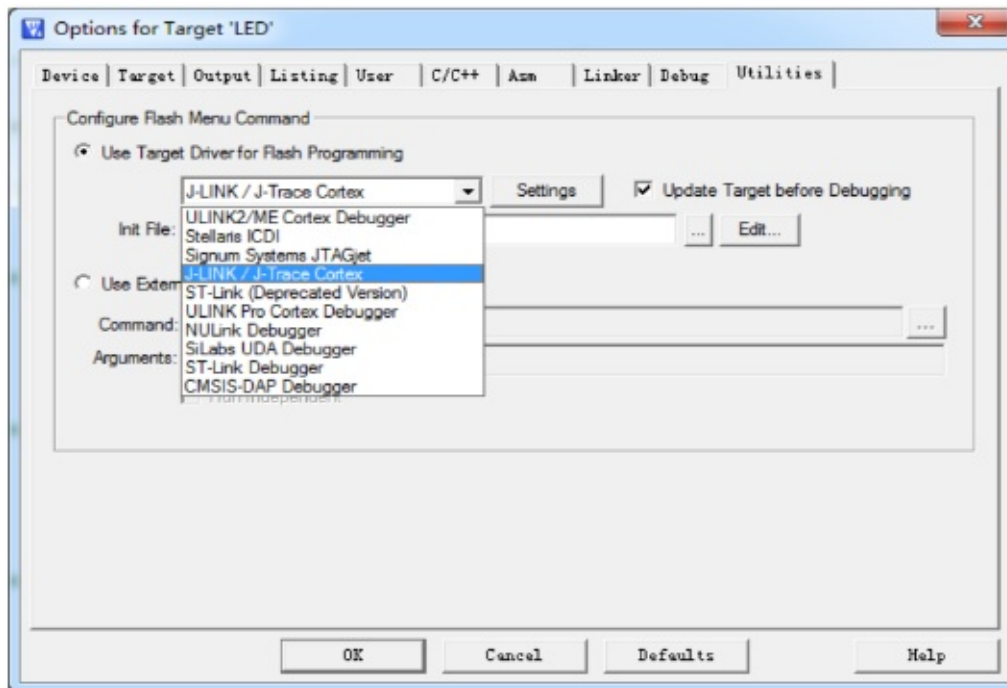 Options for Target 'LED'
Device Target Output Listing User C/C++ Asm Linker Debug Utilities
Configure Flash Menu Command
Use Target Driver for Flash Programming
J-LINK / J-Trace Cortex Settings Update Target before Debugging
ULINK2/ME Cortex Debugger
Init File: ... Edit...
Stellaris ICDI
Signum Systems JTAGjet
J-LINK / J-Trace Cortex
Use Extern
ST-Link (Deprecated Version)
ULINK Pro Cortex Debugger
Command: ...
NULink Debugger
SiLabs UDA Debugger
Arguments:
ST-Link Debugger
CMSIS-DAP Debugger
OK Cancel Defaults Help